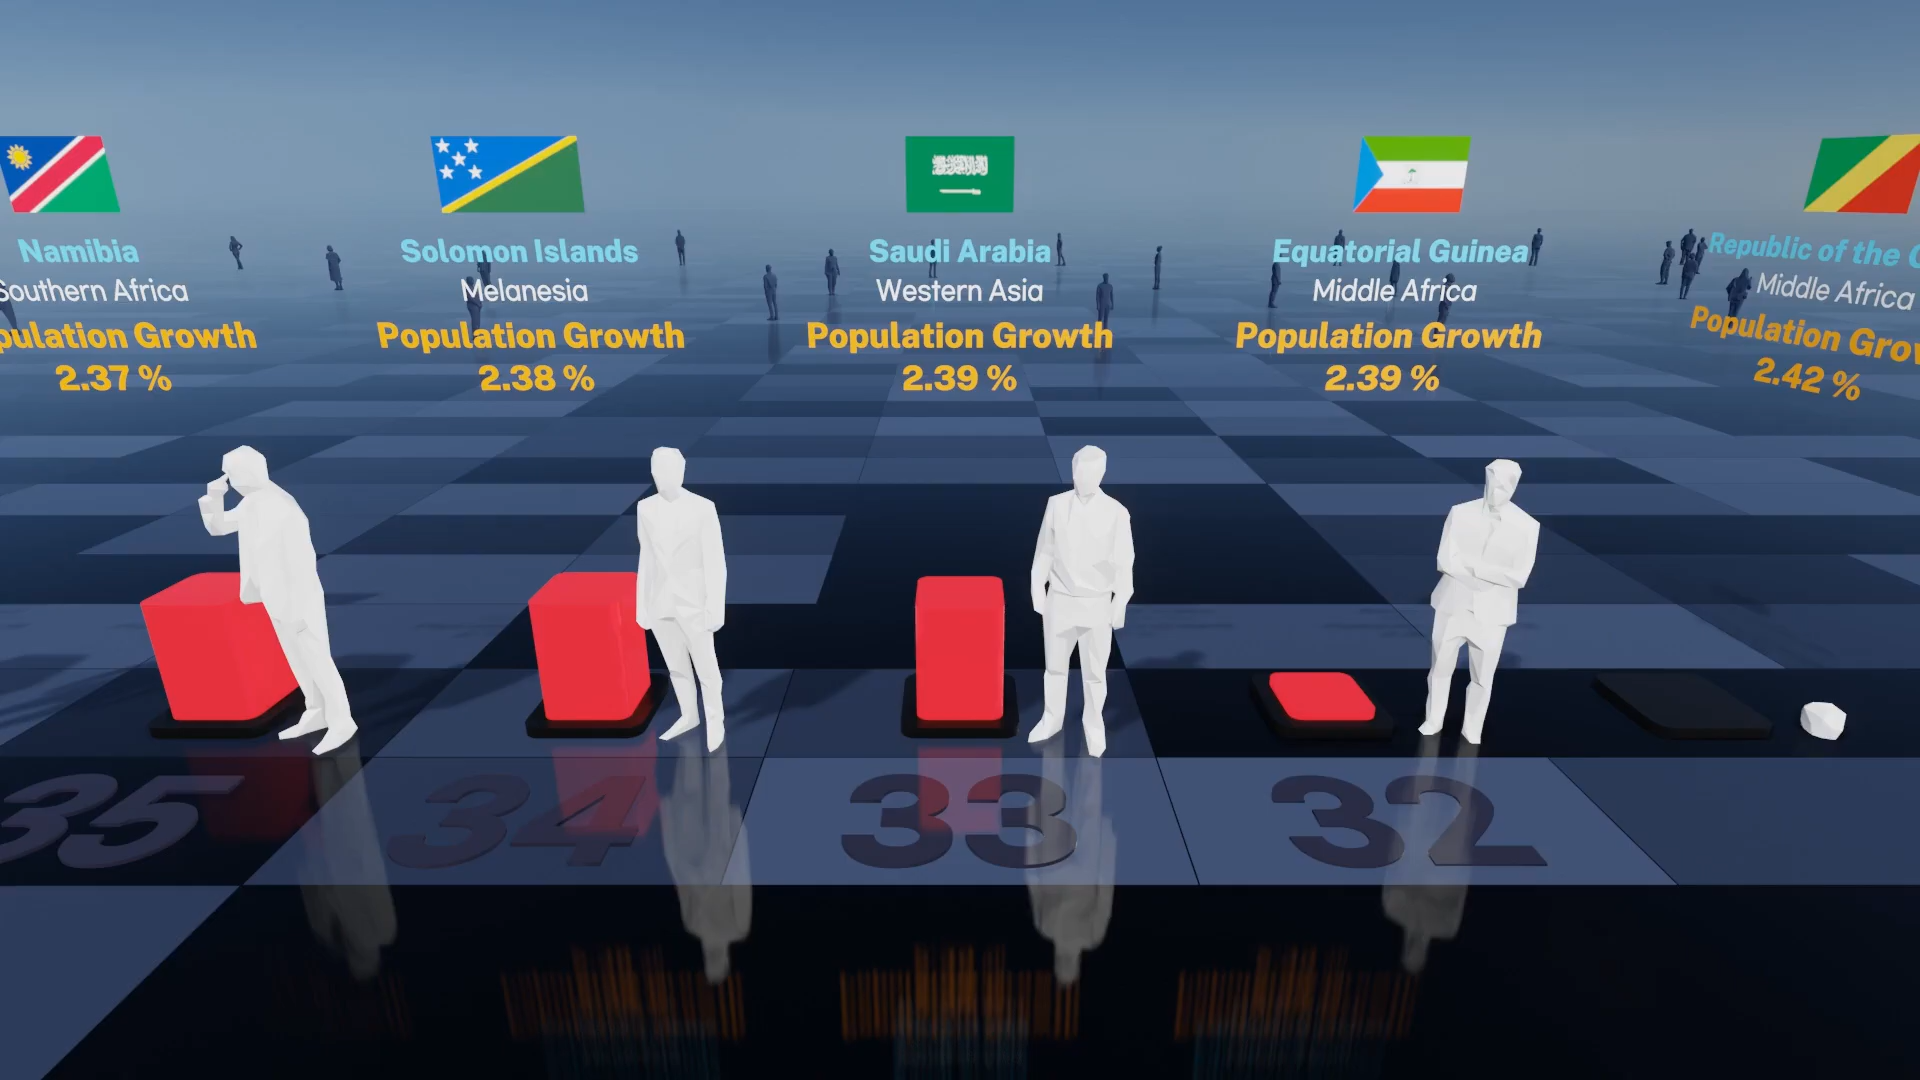 Namibia
Southern Africa
pulation Growth
2.37 %
35
Solomon Islands
Melanesia
Population Growth
2.38 %
34
Saudi Arabia
Western Asia
Population Growth
2.39 %
33
Equatorial Guinea
Middle Africa
Population Growth
2.39 %
32
Republic of the
Middle Africa
Population Grow
2.42 %